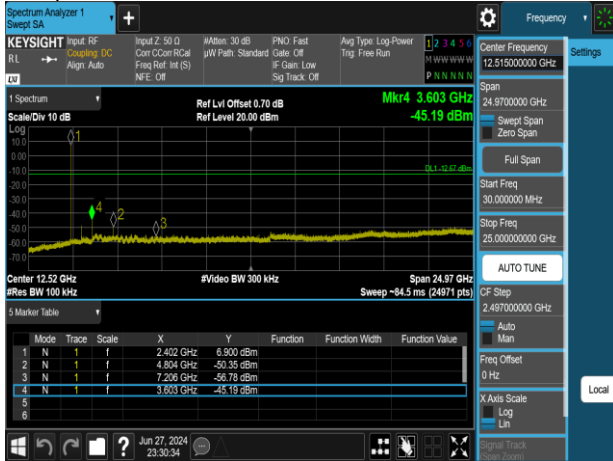 Spectrum Analyzer 1
Swept SA
+
Frequency
KEYSIGHT
RL
Input: RF
Coupling: DC
Align: Auto
Input Z: 50 Ω
Corr CCorr RCal
Freq Ref: Int (S)
NFE: Off
#Atten: 30 dB
µW Path: Standard
PNO: Fast
Gate: Off
IF Gain: Low
Sig Track: Off
Avg Type: Log-Power
Trig: Free Run
1 2 3 4 5 6
M W W W W W
P N N N N N
1 Spectrum
Scale/Div 10 dB
Ref Lvl Offset 0.70 dB
Ref Level 20.00 dBm
Mkr4 3.603 GHz
-45.19 dBm
Log
10.0
0.00
-10.0
-20.0
-30.0
-40.0
-50.0
-60.0
-70.0
1
DL1 -12.67 dBm
4
2
3
Center 12.52 GHz
#Res BW 100 kHz
#Video BW 300 kHz
Span 24.97 GHz
Sweep ~84.5 ms (24971 pts)
5 Marker Table
Mode Trace Scale X Y Function Function Width Function Value
1 N 1 f 2.402 GHz 6.900 dBm
2 N 1 f 4.804 GHz -50.35 dBm
3 N 1 f 7.206 GHz -56.78 dBm
4 N 1 f 3.603 GHz -45.19 dBm
5
6
Jun 27, 2024
23:30:34
?
Center Frequency
12.515000000 GHz
Settings
Span
24.9700000 GHz
Swept Span
Zero Span
Full Span
Start Freq
30.000000 MHz
Stop Freq
25.000000000 GHz
AUTO TUNE
CF Step
2.497000000 GHz
Auto
Man
Freq Offset
0 Hz
Local
X Axis Scale
Log
Lin
Signal Track
(Span Zoom)